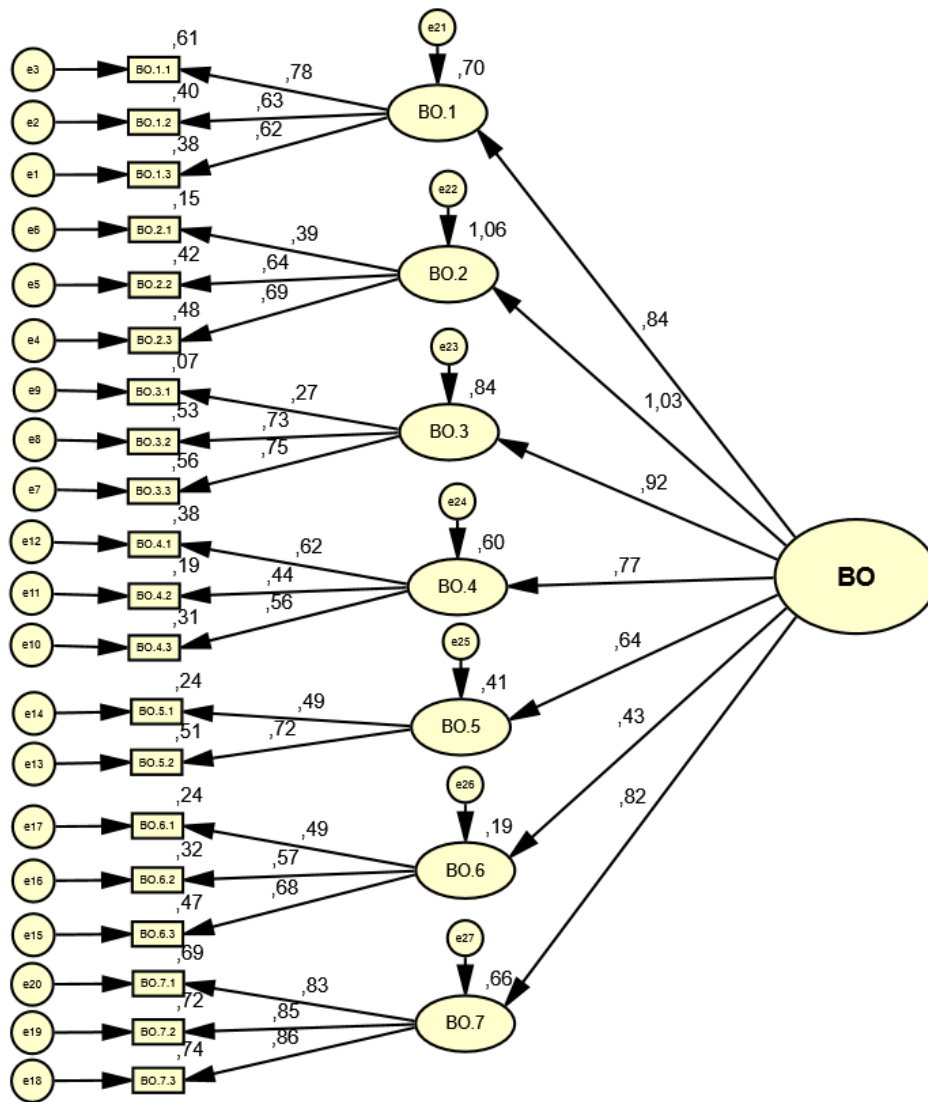 e21
,61
e3
BO.1.1
,78
,70
,40
e2
BO.1.2
,63
BO.1
,62
,38
e1
BO.1.3
,15
e22
e6
BO.2.1
,39
1,06
,42
e5
BO.2.2
,64
BO.2
,69
,48
e4
BO.2.3
,84
,07
e23
e9
BO.3.1
,27
,84
1,03
,53
e8
BO.3.2
,73
BO.3
,75
,56
e7
BO.3.3
,92
,38
e24
e12
BO.4.1
,62
,60
,19
e11
BO.4.2
,44
BO.4
,77
BO
,56
,31
e10
BO.4.3
e25
,64
,24
e14
BO.5.1
,49
,41
,51
e13
BO.5.2
,72
BO.5
,43
e26
,24
e17
BO.6.1
,49
,19
,82
,32
e16
BO.6.2
,57
BO.6
,68
,47
e15
BO.6.3
e27
,69
e20
BO.7.1
,83
,66
,72
e19
BO.7.2
,85
BO.7
,86
,74
e18
BO.7.3